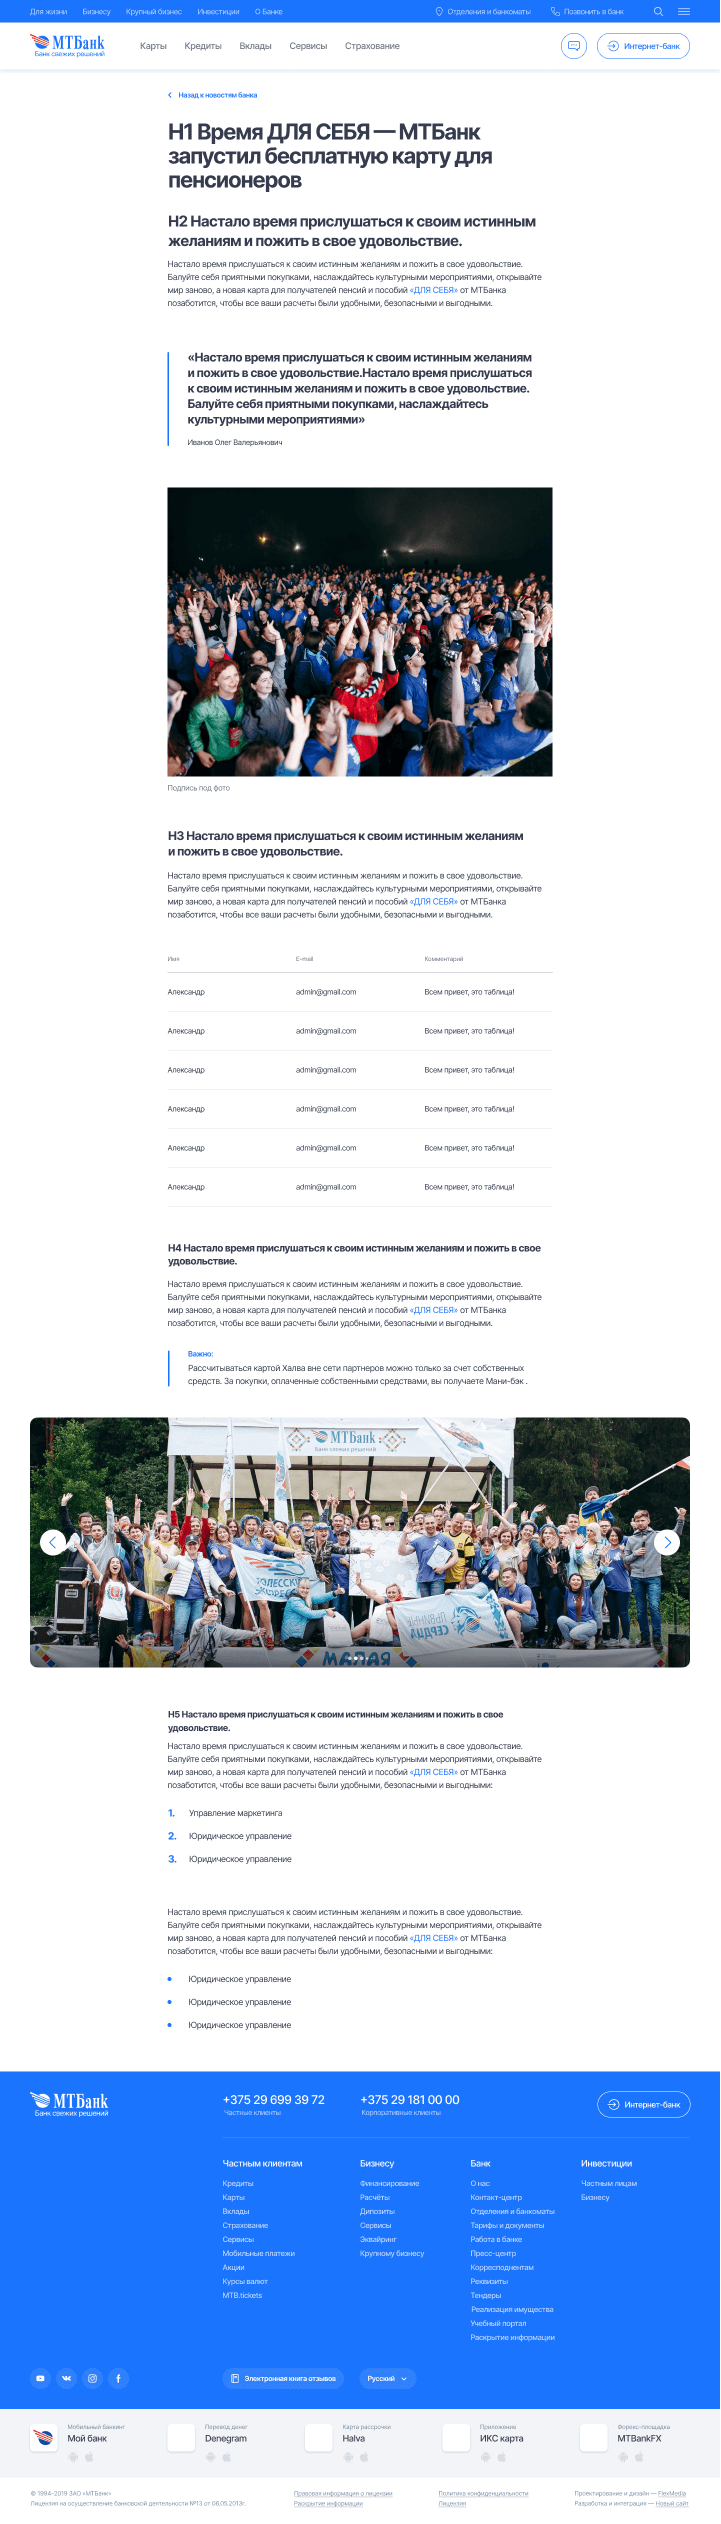 Для жизни Бизнесу Крупный бизнес Инвестиции О Банке Отделения и банкоматы Позвонить в банк
МТБанк
Банк свежих решений
Карты Кредиты Вклады Сервисы Страхование Интернет-банк
Назад к новостям банка
H1 Время ДЛЯ СЕБЯ — МТБанк
запустил бесплатную карту для
пенсионеров
H2 Настало время прислушаться к своим истинным
желаниям и пожить в свое удовольствие.
Настало время прислушаться к своим истинным желаниям и пожить в свое удовольствие.
Балуйте себя приятными покупками, наслаждайтесь культурными мероприятиями, открывайте
мир заново, а новая карта для получателей пенсий и пособий «ДЛЯ СЕБЯ» от МТБанка
позаботится, чтобы все ваши расчеты были удобными, безопасными и выгодными.
«Настало время прислушаться к своим истинным желаниям
и пожить в свое удовольствие.Настало время прислушаться
к своим истинным желаниям и пожить в свое удовольствие.
Балуйте себя приятными покупками, наслаждайтесь
культурными мероприятиями»
Иванов Олег Валерьянович
Подпись под фото
H3 Настало время прислушаться к своим истинным желаниям
и пожить в свое удовольствие.
Настало время прислушаться к своим истинным желаниям и пожить в свое удовольствие.
Балуйте себя приятными покупками, наслаждайтесь культурными мероприятиями, открывайте
мир заново, а новая карта для получателей пенсий и пособий «ДЛЯ СЕБЯ» от МТБанка
позаботится, чтобы все ваши расчеты были удобными, безопасными и выгодными.
Имя E-mail Комментарий
Александр admin@gmail.com Всем привет, это таблица!
Александр admin@gmail.com Всем привет, это таблица!
Александр admin@gmail.com Всем привет, это таблица!
Александр admin@gmail.com Всем привет, это таблица!
Александр admin@gmail.com Всем привет, это таблица!
Александр admin@gmail.com Всем привет, это таблица!
H4 Настало время прислушаться к своим истинным желаниям и пожить в свое
удовольствие.
Настало время прислушаться к своим истинным желаниям и пожить в свое удовольствие.
Балуйте себя приятными покупками, наслаждайтесь культурными мероприятиями, открывайте
мир заново, а новая карта для получателей пенсий и пособий «ДЛЯ СЕБЯ» от МТБанка
позаботится, чтобы все ваши расчеты были удобными, безопасными и выгодными.
Важно:
Рассчитываться картой Халва вне сети партнеров можно только за счет собственных
средств. За покупки, оплаченные собственными средствами, вы получаете Мани-бэк .
МТБанк
Банк свежих решений
МАПАЯ
H5 Настало время прислушаться к своим истинным желаниям и пожить в свое
удовольствие.
Настало время прислушаться к своим истинным желаниям и пожить в свое удовольствие.
Балуйте себя приятными покупками, наслаждайтесь культурными мероприятиями, открывайте
мир заново, а новая карта для получателей пенсий и пособий «ДЛЯ СЕБЯ» от МТБанка
позаботится, чтобы все ваши расчеты были удобными, безопасными и выгодными:
1. Управление маркетинга
2. Юридическое управление
3. Юридическое управление
Настало время прислушаться к своим истинным желаниям и пожить в свое удовольствие.
Балуйте себя приятными покупками, наслаждайтесь культурными мероприятиями, открывайте
мир заново, а новая карта для получателей пенсий и пособий «ДЛЯ СЕБЯ» от МТБанка
позаботится, чтобы все ваши расчеты были удобными, безопасными и выгодными:
Юридическое управление
Юридическое управление
Юридическое управление
МТБанк
Банк свежих решений
+375 29 699 39 72 +375 29 181 00 00 Интернет-банк
Частные клиенты Корпоративные клиенты
Частным клиентам Бизнесу Банк Инвестиции
Кредиты Финансирование О нас Частным лицам
Карты Расчёты Контакт-центр Бизнесу
Вклады Депозиты Отделения и банкоматы
Страхование Сервисы Тарифы и документы
Сервисы Эквайринг Работа в банке
Мобильные платежи Крупному бизнесу Пресс-центр
Акции Корреспондентам
Курсы валют Реквизиты
MTB.tickets Тендеры
Реализация имущества
Учебный портал
Раскрытие информации
Электронная книга отзывов Русский
Мобильный банкинг Перевод денег Карта рассрочки Приложение Форекс-площадка
Мой банк Denegram Halva ИКС карта MTBankFX
© 1994-2019 ЗАО «МТБанк» Правовая информация о лицензии Политика конфиденциальности Проектирование и дизайн — FlexMedia
Лицензия на осуществление банковской деятельности №13 от 06.05.2013г. Раскрытие информации Лицензия Разработка и интеграция — Новый сайт